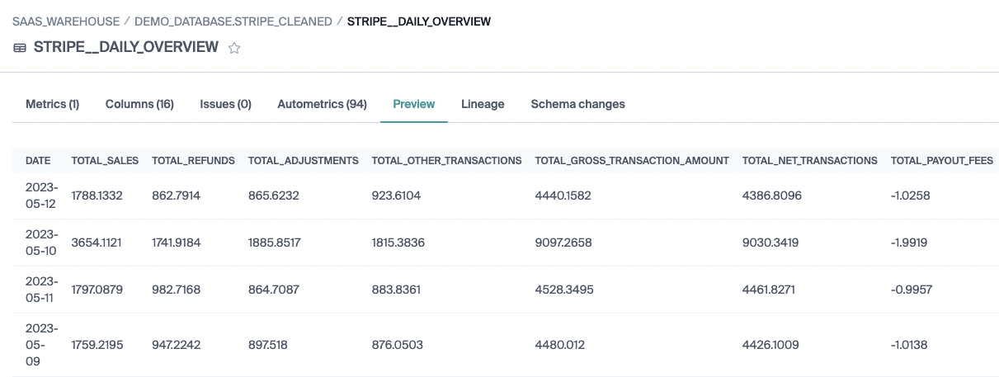 SAAS_WAREHOUSE / DEMO_DATABASE.STRIPE_CLEANED / STRIPE__DAILY_OVERVIEW
STRIPE__DAILY_OVERVIEW
Metrics (1) Columns (16) Issues (0) Autometrics (94) Preview Lineage Schema changes
DATE TOTAL_SALES TOTAL_REFUNDS TOTAL_ADJUSTMENTS TOTAL_OTHER_TRANSACTIONS TOTAL_GROSS_TRANSACTION_AMOUNT TOTAL_NET_TRANSACTIONS TOTAL_PAYOUT_FEES
2023-
05-12 1788.1332 862.7914 865.6232 923.6104 4440.1582 4386.8096 -1.0258
2023-
05-10 3654.1121 1741.9184 1885.8517 1815.3836 9097.2658 9030.3419 -1.9919
2023-
05-11 1797.0879 982.7168 864.7087 883.8361 4528.3495 4461.8271 -0.9957
2023-
05- 1759.2195 947.2242 897.518 876.0503 4480.012 4426.1009 -1.0138
09